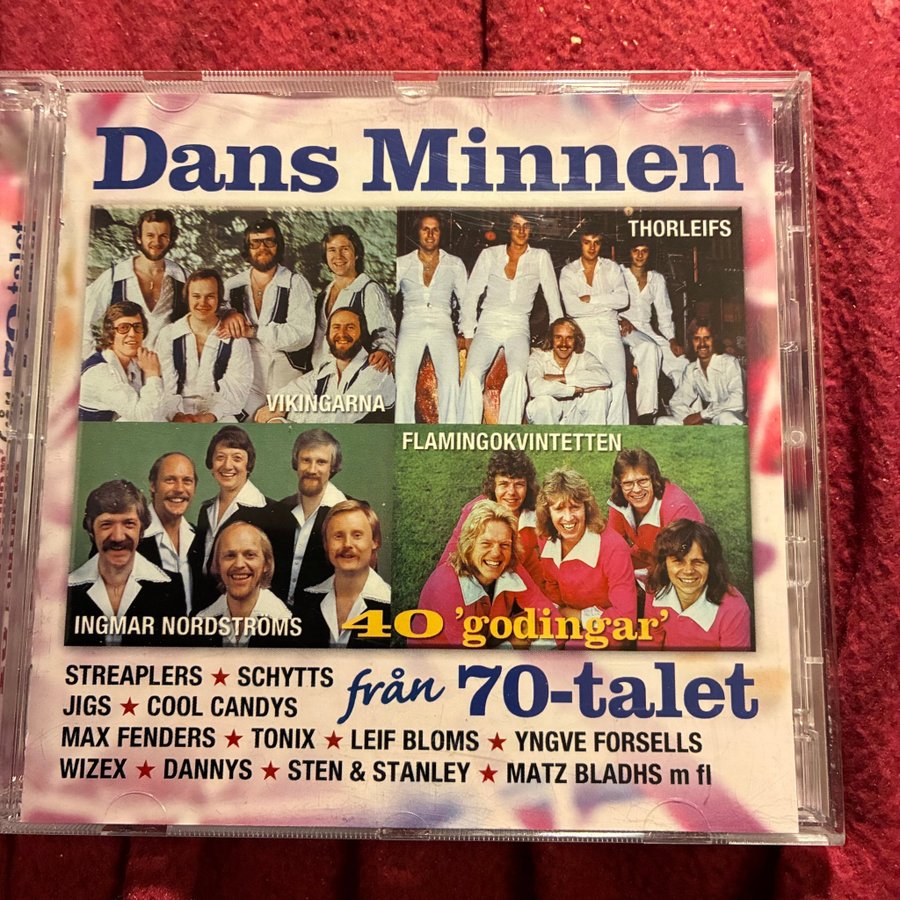 Dans Minnen
VIKINGARNA
THORLEIFS
INGMAR NORDSTRÖMS
FLAMINGOKVINTETTEN
40 'godingar'
från 70-talet
STREAPLERS ★ SCHYTTS
JIGS ★ COOL CANDYS
MAX FENDERS ★ TONIX ★ LEIF BLOMS ★ YNGVE FORSELLS
WIZEX ★ DANNYS ★ STEN & STANLEY ★ MATZ BLADHS m fl